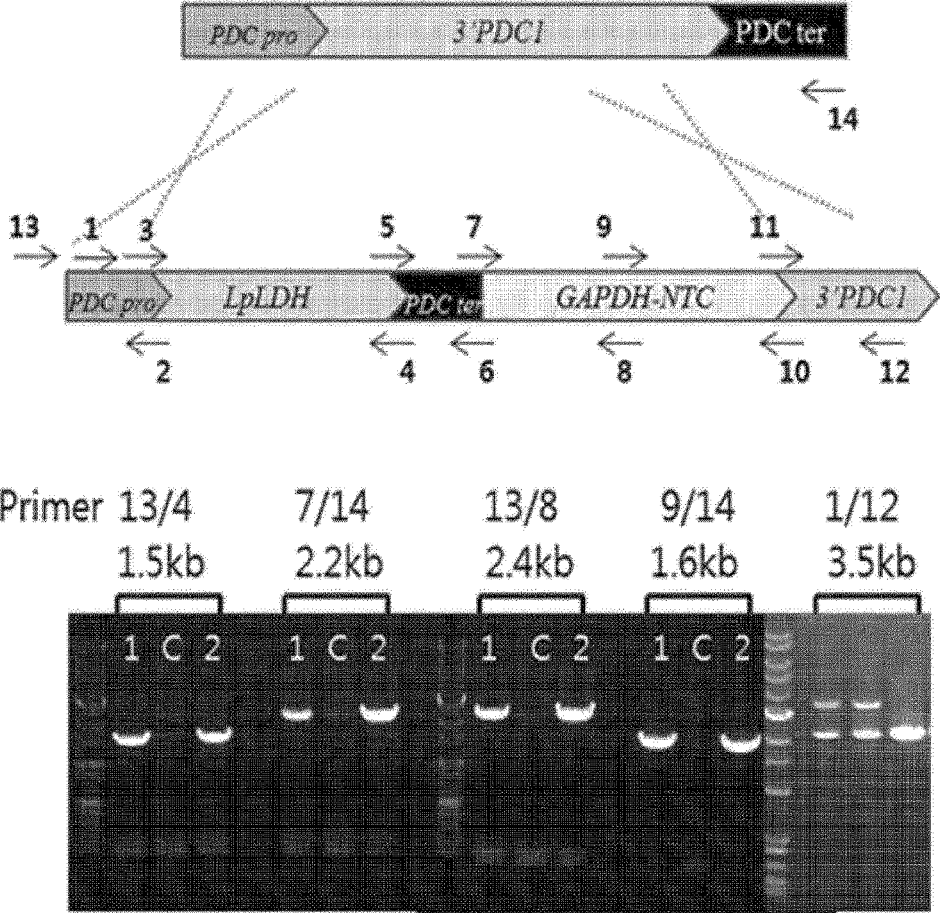 PDC pro 3'PDC1 PDC ter
14
13 1 3 5 7 9 11
PDC pro LpLDH PDC ter GAPDH-NTC 3'PDC1
2 4 6 8 10 12
Primer 13/4 7/14 13/8 9/14 1/12
1.5kb 2.2kb 2.4kb 1.6kb 3.5kb
1 C 2 1 C 2 1 C 2 1 C 2